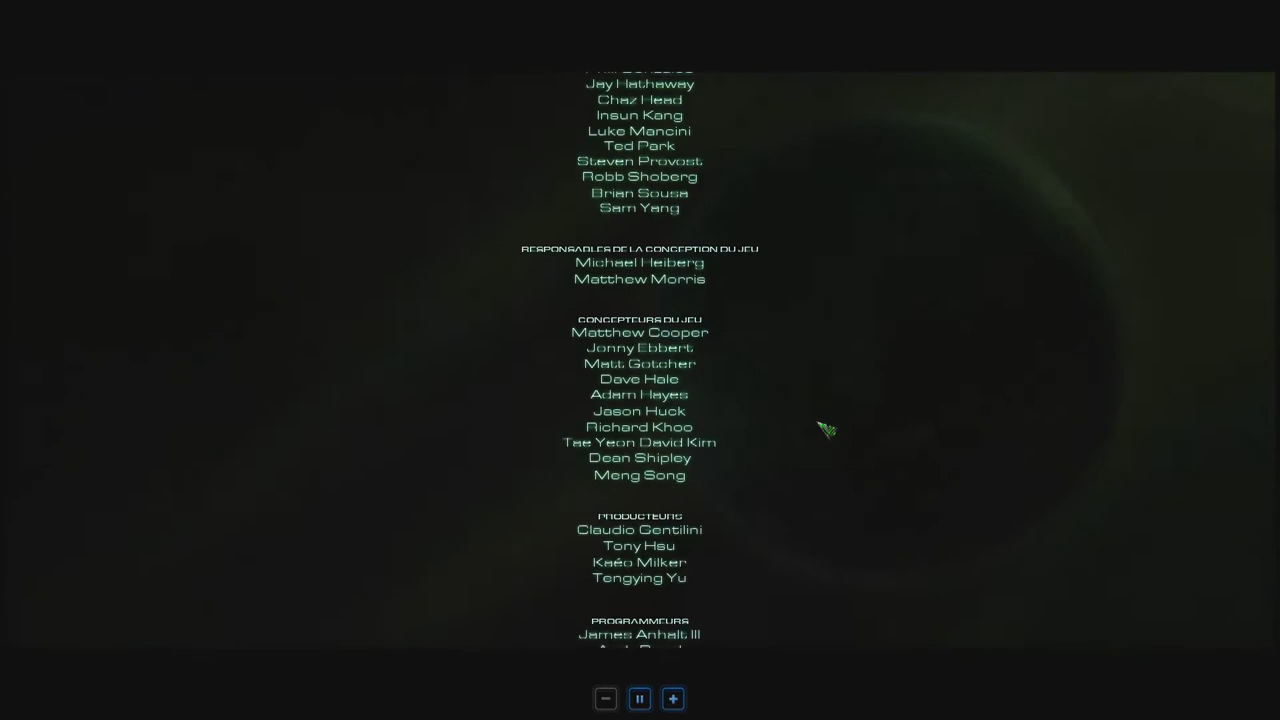 Jay Hathaway
Chaz Head
Insun Kang
Luke Mancini
Ted Park
Steven Provost
Robb Shoberg
Brian Sousa
Sam Yang
RESPONSABLES DE LA CONCEPTION DU JEU
Michael Heiberg
Matthew Morris
CONCEPTEURS DU JEU
Matthew Cooper
Jonny Ebbert
Matt Gotcher
Dave Hale
Adam Hayes
Jason Huck
Richard Khoo
Tae Yeon David Kim
Dean Shipley
Meng Song
PRODUCTEURS
Claudio Gentilini
Tony Hsu
Kaéo Milker
Tengying Yu
PROGRAMMEURS
James Anhalt III